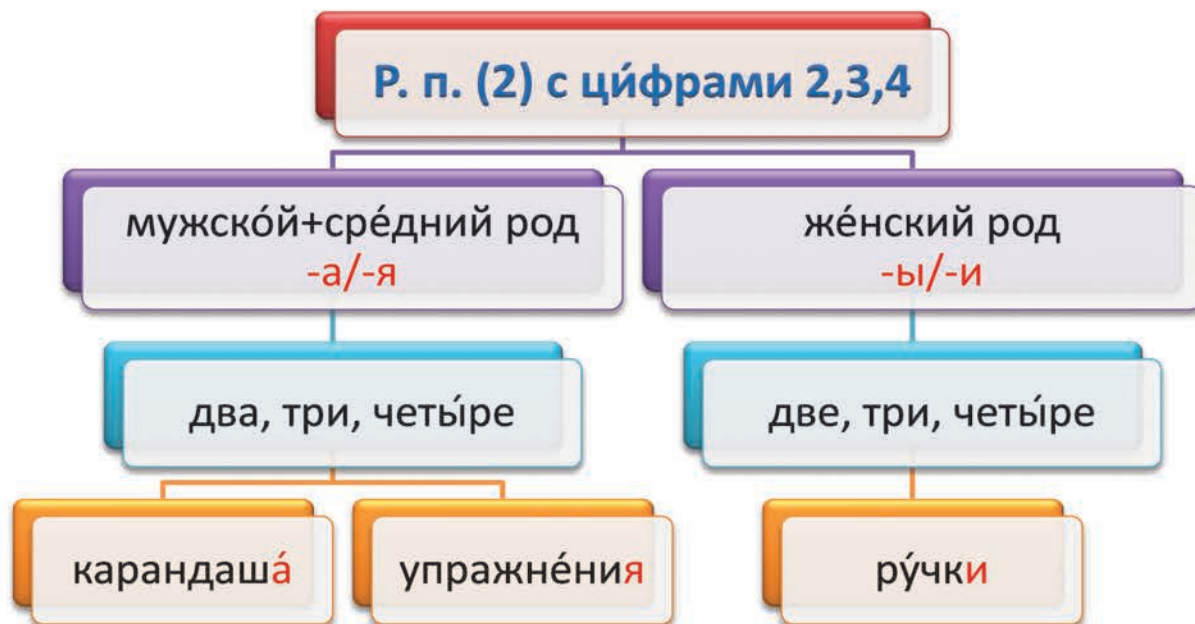 Р. п. (2) с ци́фрами 2,3,4
мужско́й+сре́дний род
-а/-я
же́нский род
-ы/-и
два, три, четы́ре
две, три, четы́ре
карандаша́
упражне́ния
ру́чки